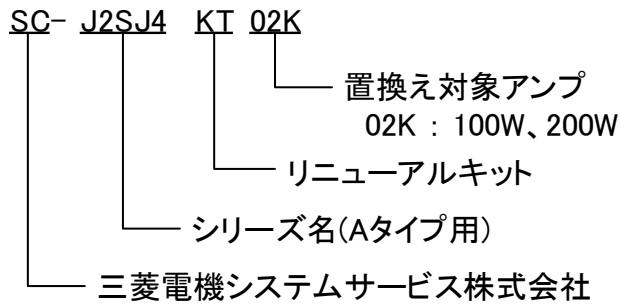 SC- J2SJ4 KT 02K
置換え対象アンプ
02K : 100W、200W
リニューアルキット
シリーズ名(Aタイプ用)
三菱電機システムサービス株式会社